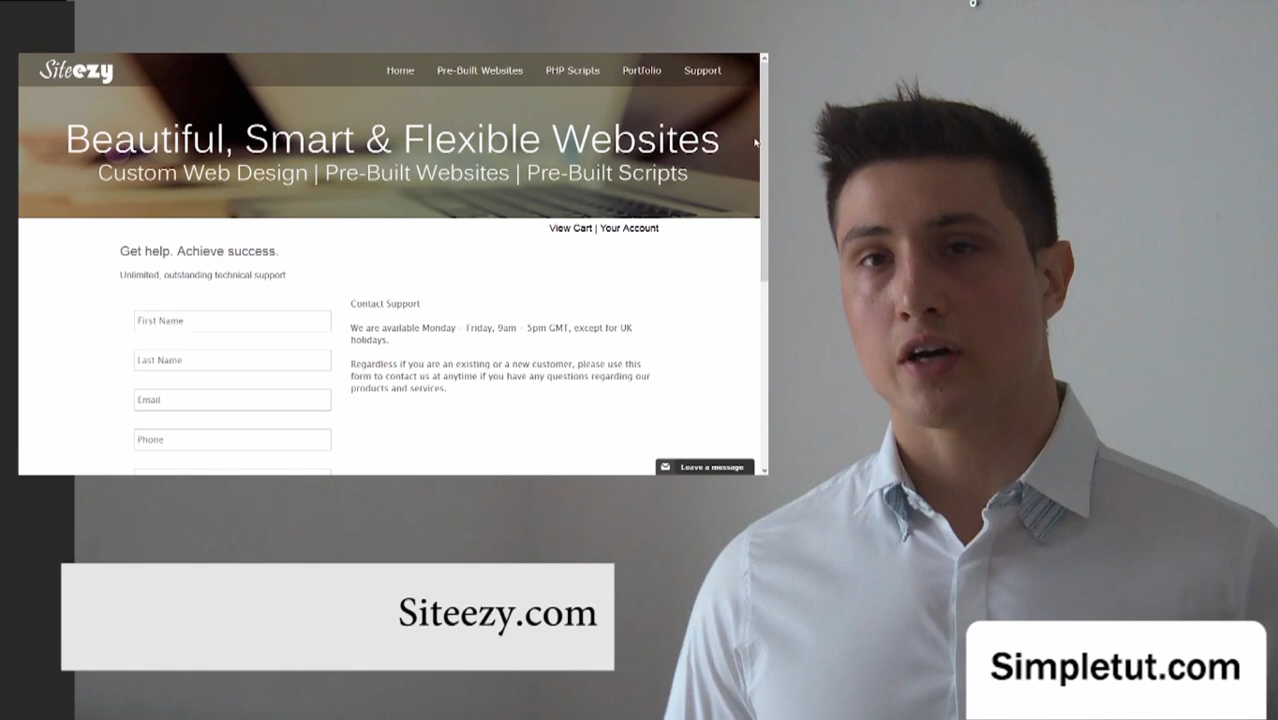 Siteezy
Home
Pre-Built Websites
PHP Scripts
Portfolio
Support
Beautiful, Smart & Flexible Websites
Custom Web Design | Pre-Built Websites | Pre-Built Scripts
View Cart | Your Account
Get help. Achieve success.
Unlimited, outstanding technical support
First Name
Last Name
Email
Phone
Contact Support
We are available Monday – Friday, 9am – 5pm GMT, except for UK
holidays.
Regardless if you are an existing or a new customer, please use this
form to contact us at anytime if you have any questions regarding our
products and services.
Leave a message
Siteezy.com
Simpletut.com